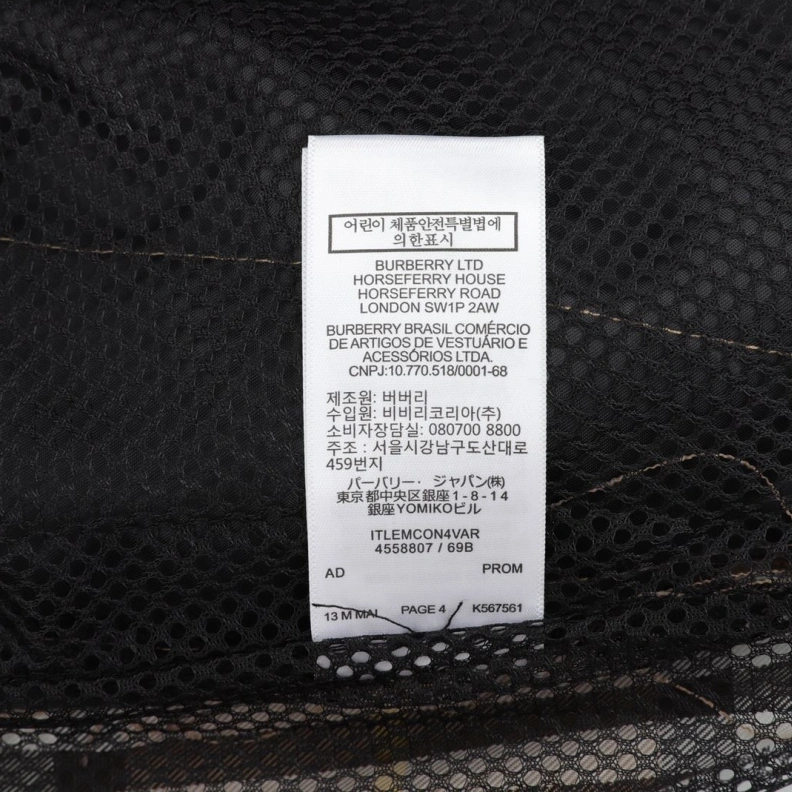 어린이 체품안전특별법에
의한표시
BURBERRY LTD
HORSEFERRY HOUSE
HORSEFERRY ROAD
LONDON SW1P 2AW
BURBERRY BRASIL COMÉRCIO
DE ARTIGOS DE VESTUÁRIO E
ACESSÓRIOS LTDA.
CNPJ:10.770.518/0001-68
제조원: 버버리
수입원: 비비리코리아(주)
소비자장담실: 080700 8800
주조 : 서울시강남구도산대로
459번지
バーバリー・ ジャパン(株)
東京都中央区銀座1-8-14
銀座YOMIKOビル
ITLEMCON4VAR
4558807 / 69B
AD PROM
13 M MAI PAGE 4 K567561